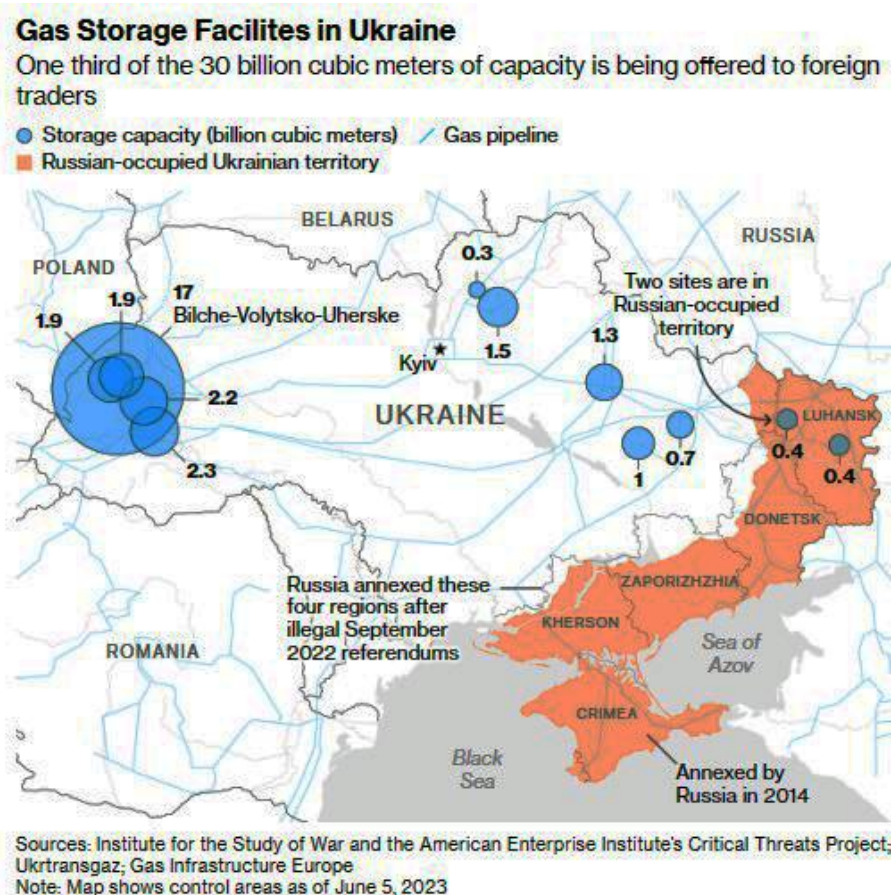 Gas Storage Facilites in Ukraine
One third of the 30 billion cubic meters of capacity is being offered to foreign
traders
Storage capacity (billion cubic meters) Gas pipeline
Russian-occupied Ukrainian territory
BELARUS
RUSSIA
POLAND
0.3
Two sites are in
Russian-occupied
territory
1.9
17
Bilche-Volytsko-Uherske
1.9
1.3
1.5
Kyiv
2.2
UKRAINE
LUHANSK
0.4
0.7
0.4
1
2.3
DONETSK
Russia annexed these
four regions after
illegal September
2022 referendums
ZAPORIZHZHIA
KHERSON
Sea of
Azov
ROMANIA
CRIMEA
Black
Sea
Annexed by
Russia in 2014
Sources: Institute for the Study of War and the American Enterprise Institute's Critical Threats Project;
Ukrtransgaz; Gas Infrastructure Europe
Note: Map shows control areas as of June 5, 2023